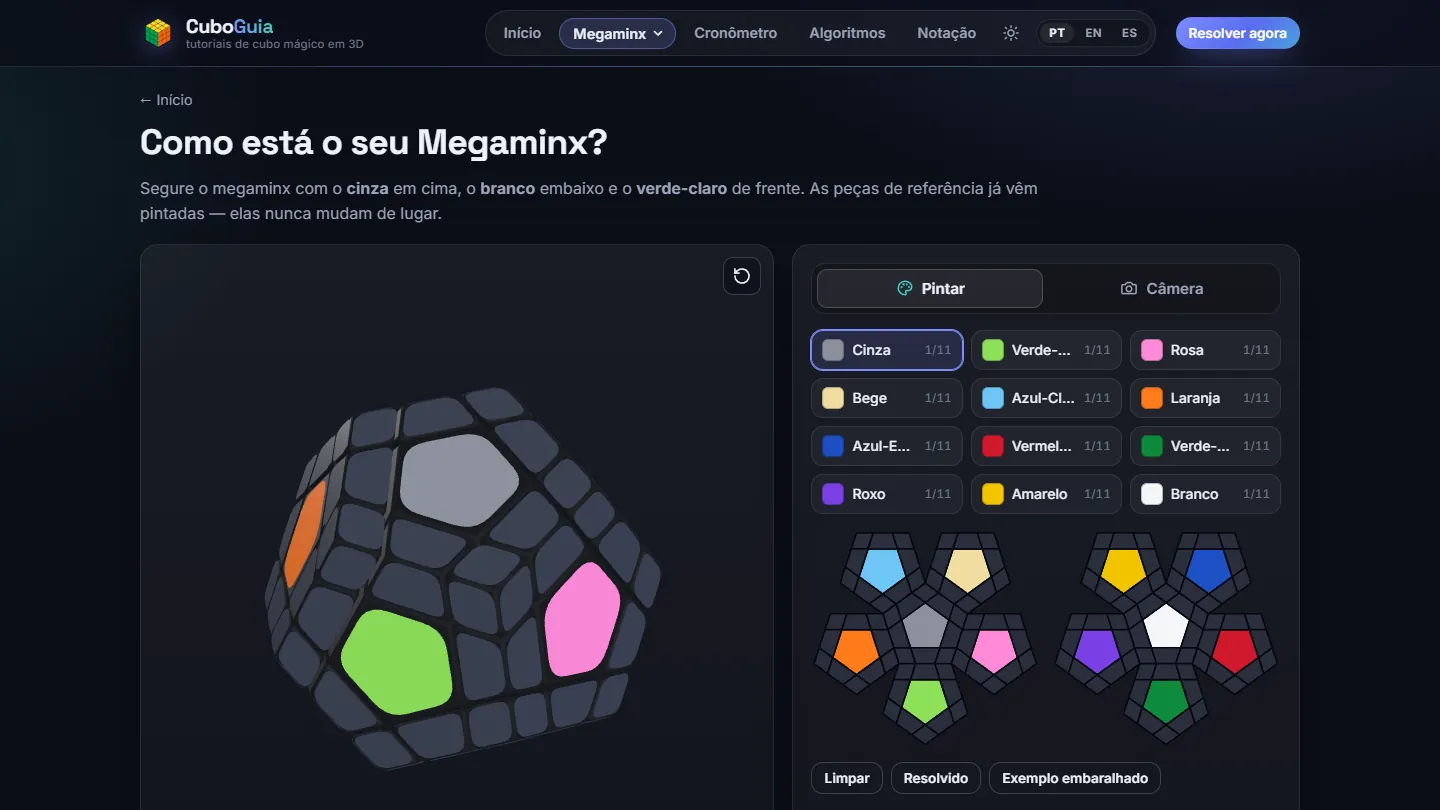 CuboGuia
tutoriais de cubo mágico em 3D
Início
Megaminx
Cronômetro
Algoritmos
Notação
PT
EN
ES
Resolver agora
← Início
Como está o seu Megaminx?
Segure o megaminx com o cinza em cima, o branco embaixo e o verde-claro de frente. As peças de referência já vêm
pintadas — elas nunca mudam de lugar.
Pintar
Câmera
Cinza 1/11
Verde-... 1/11
Rosa 1/11
Bege 1/11
Azul-Cl... 1/11
Laranja 1/11
Azul-E... 1/11
Vermel... 1/11
Verde-... 1/11
Roxo 1/11
Amarelo 1/11
Branco 1/11
Limpar
Resolvido
Exemplo embaralhado